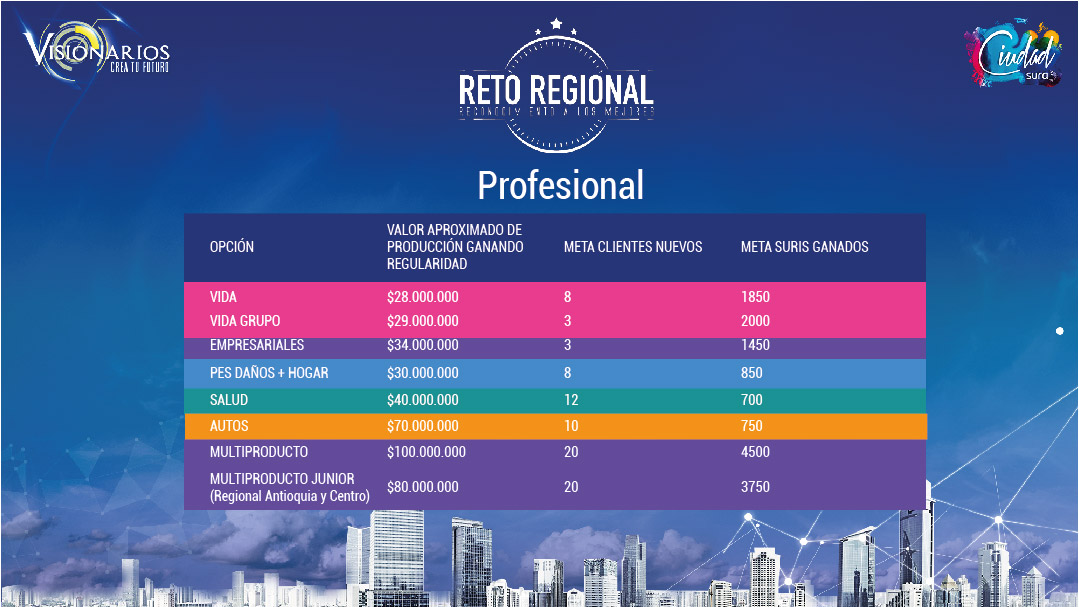 VISIONARIOS
CREA TU FUTURO
Ciudad
sura
RETO REGIONAL
RECONOCIMIENTO A LOS MEJORES
Profesional
OPCIÓN
VALOR APROXIMADO DE
PRODUCCIÓN GANANDO
REGULARIDAD
META CLIENTES NUEVOS
META SURIS GANADOS
VIDA $28.000.000 8 1850
VIDA GRUPO $29.000.000 3 2000
EMPRESARIALES $34.000.000 3 1450
PES DAÑOS + HOGAR $30.000.000 8 850
SALUD $40.000.000 12 700
AUTOS $70.000.000 10 750
MULTIPRODUCTO $100.000.000 20 4500
MULTIPRODUCTO JUNIOR
(Regional Antioquia y Centro) $80.000.000 20 3750